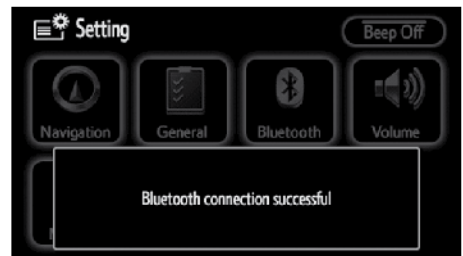 Setting
Beep Off
Navigation
General
Bluetooth
Volume
Bluetooth connection successful